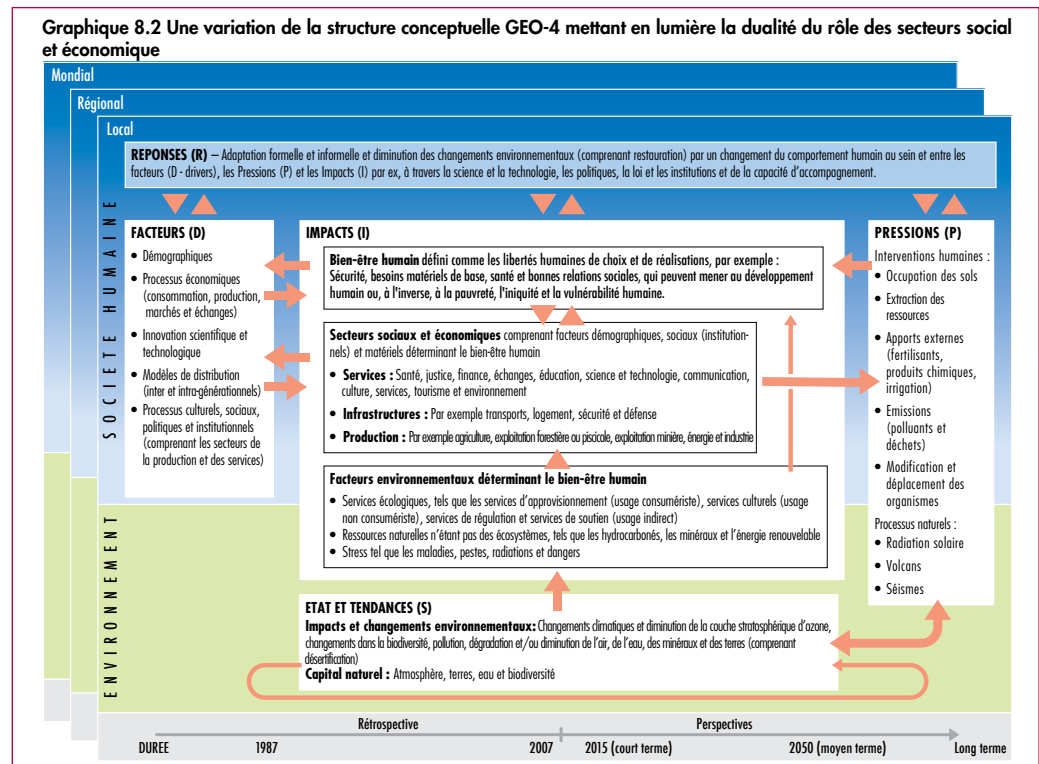 Graphique 8.2 Une variation de la structure conceptuelle GEO-4 mettant en lumière la dualité du rôle des secteurs social
et économique
Mondial
Régional
Local
REPONSES (R) – Adaptation formelle et informelle et diminution des changements environnementaux (comprenant restauration) par un changement du comportement humain au sein et entre les
facteurs (D - drivers), les Pressions (P) et les Impacts (I) par ex, à travers la science et la technologie, les politiques, la loi et les institutions et de la capacité d'accompagnement.
SOCIETE HUMAINE
FACTEURS (D)
• Démographiques
• Processus économiques
(consommation, production,
marchés et échanges)
• Innovation scientifique et
technologique
• Modèles de distribution
(inter et intra-générationnels)
• Processus culturels, sociaux,
politiques et institutionnels
(comprenant les secteurs de
la production et des services)
IMPACTS (I)
Bien-être humain défini comme les libertés humaines de choix et de réalisations, par exemple :
Sécurité, besoins matériels de base, santé et bonnes relations sociales, qui peuvent mener au développement
humain ou, à l'inverse, à la pauvreté, l'iniquité et la vulnérabilité humaine.
Secteurs sociaux et économiques comprenant facteurs démographiques, sociaux (institution-
nels) et matériels déterminant le bien-être humain
• Services : Santé, justice, finance, échanges, éducation, science et technologie, communication,
culture, services, tourisme et environnement
• Infrastructures : Par exemple transports, logement, sécurité et défense
• Production : Par exemple agriculture, exploitation forestière ou piscicole, exploitation minière, énergie et industrie
Facteurs environnementaux déterminant le bien-être humain
• Services écologiques, tels que les services d'approvisionnement (usage consumériste), services culturels (usage
non consumériste), services de régulation et services de soutien (usage indirect)
• Ressources naturelles n'étant pas des écosystèmes, tels que les hydrocarbonés, les minéraux et l'énergie renouvelable
• Stress tel que les maladies, pestes, radiations et dangers
PRESSIONS (P)
Interventions humaines :
• Occupation des sols
• Extraction des
ressources
• Apports externes
(fertilisants,
produits chimiques,
irrigation)
• Emissions
(polluants et
déchets)
• Modification et
déplacement des
organismes
Processus naturels :
• Radiation solaire
• Volcans
• Séismes
ENVIRONNEMENT
ETAT ET TENDANCES (S)
Impacts et changements environnementaux: Changements climatiques et diminution de la couche stratosphérique d'ozone,
changements dans la biodiversité, pollution, dégradation et/ou diminution de l'air, de l'eau, des minéraux et des terres (comprenant
désertification)
Capital naturel : Atmosphère, terres, eau et biodiversité
Rétrospective Perspectives
DUREE 1987 2007 2015 (court terme) 2050 (moyen terme) Long terme